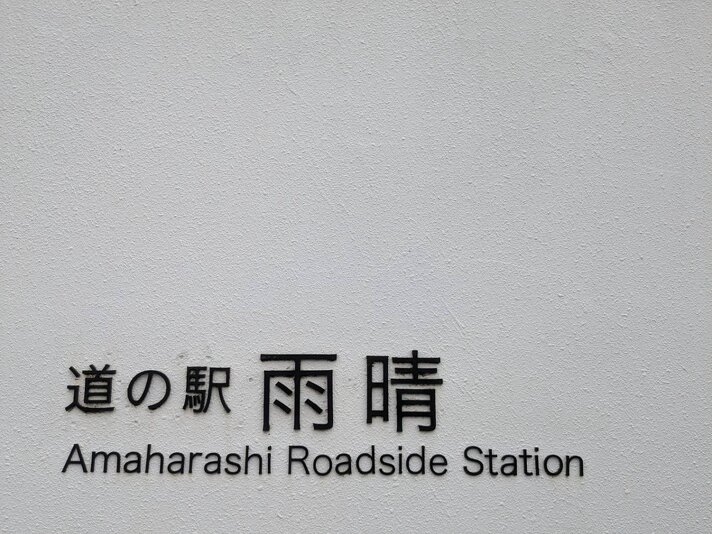 道の駅 雨晴
Amaharashi Roadside Station